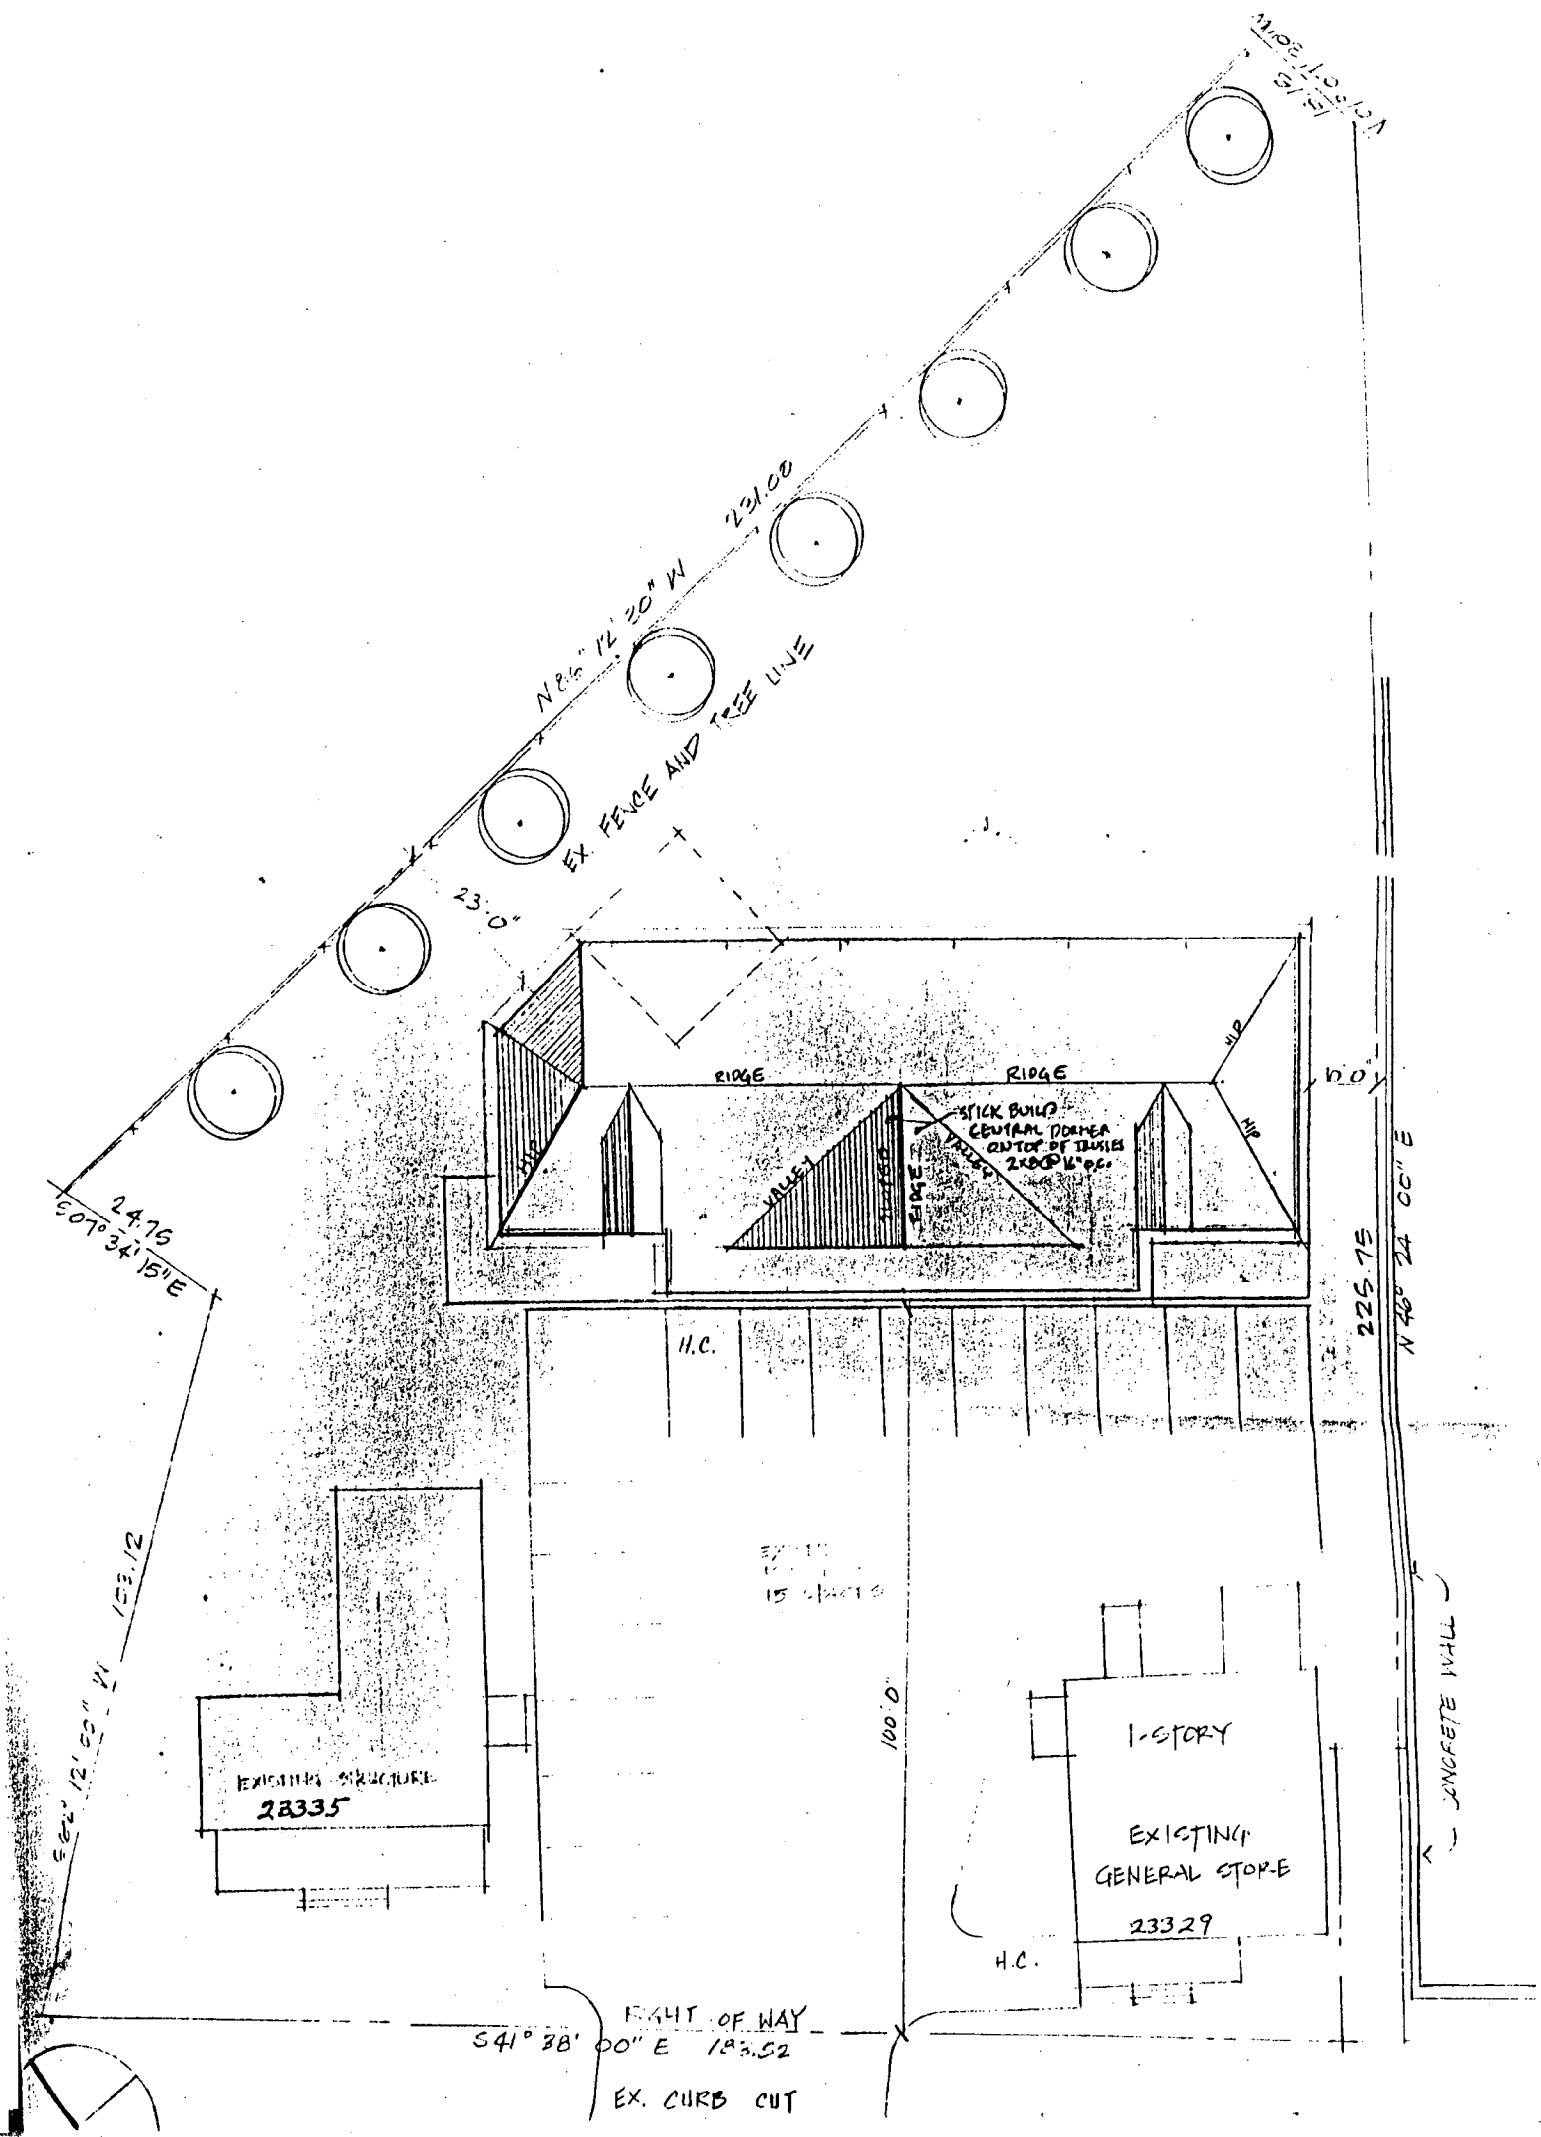 231.00
N 86° 12' 30" W
EX. FENCE AND TREE LINE
23'-0"
HIP
RIDGE
RIDGE
STICK BUILD
CENTRAL DORMER
ON TOP OF TRUSSES
2X8@16" O.C.
HIP
HIP
VALLEY
RIDGE
VALLEY
24.75
S 07° 34' 15" E
225.75
N 46° 24' 00" E
H.C.
153.12
15 SPACES
100'0"
1-STORY
EXISTING
GENERAL STORE
23329
EXISTING STRUCTURE
23335
CONCRETE WALL
H.C.
RIGHT OF WAY
S 41° 38' 00" E 183.52
EX. CURB CUT